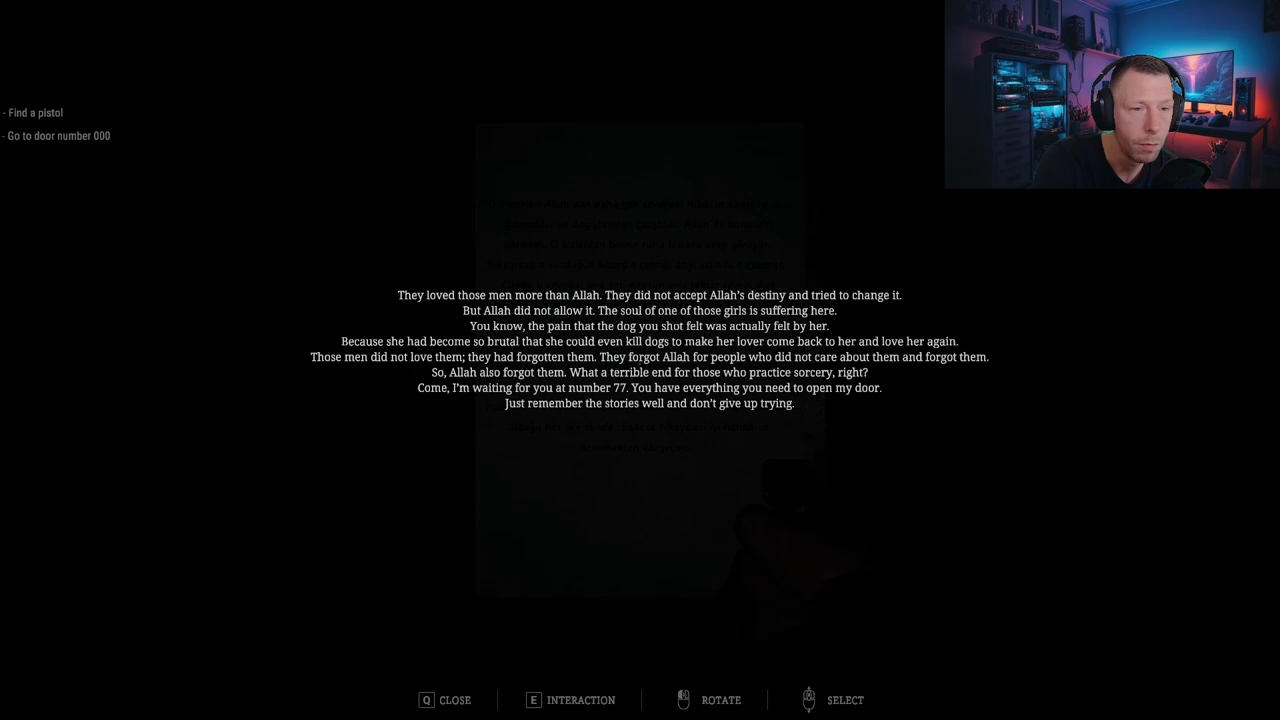 - Find a pistol
- Go to door number 000
They loved those men more than Allah. They did not accept Allah's destiny and tried to change it.
But Allah did not allow it. The soul of one of those girls is suffering here.
You know, the pain that the dog you shot felt was actually felt by her.
Because she had become so brutal that she could even kill dogs to make her lover come back to her and love her again.
Those men did not love them; they had forgotten them. They forgot Allah for people who did not care about them and forgot them.
So, Allah also forgot them. What a terrible end for those who practice sorcery, right?
Come, I'm waiting for you at number 77. You have everything you need to open my door.
Just remember the stories well and don't give up trying.
Q CLOSE
E INTERACTION
ROTATE
SELECT